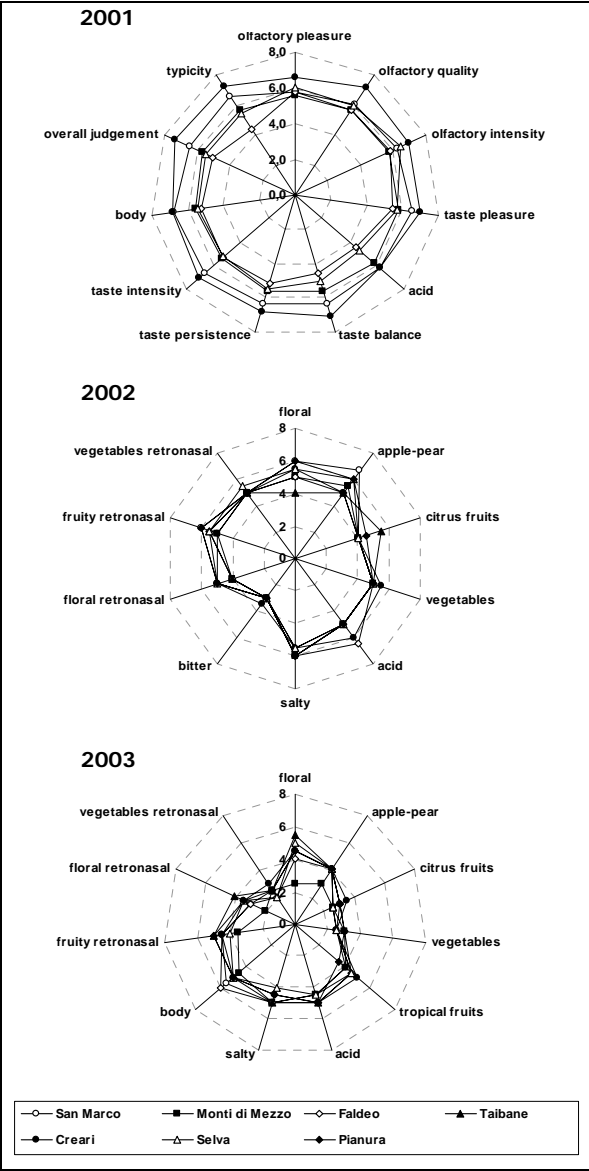 2001
olfactory pleasure
8,0
typicity
olfactory quality
6,0
overall judgement
4,0
olfactory intensity
2,0
body
0,0
taste pleasure
taste intensity
acid
taste persistence
taste balance
2002
floral
8
vegetables retronasal
apple-pear
6
fruity retronasal
4
citrus fruits
2
0
floral retronasal
vegetables
bitter
acid
salty
2003
floral
8
vegetables retronasal
apple-pear
6
floral retronasal
4
citrus fruits
2
fruity retronasal
0
vegetables
body
tropical fruits
salty
acid
San Marco Monti di Mezzo Faldeo Taibane
Creari Selva Pianura